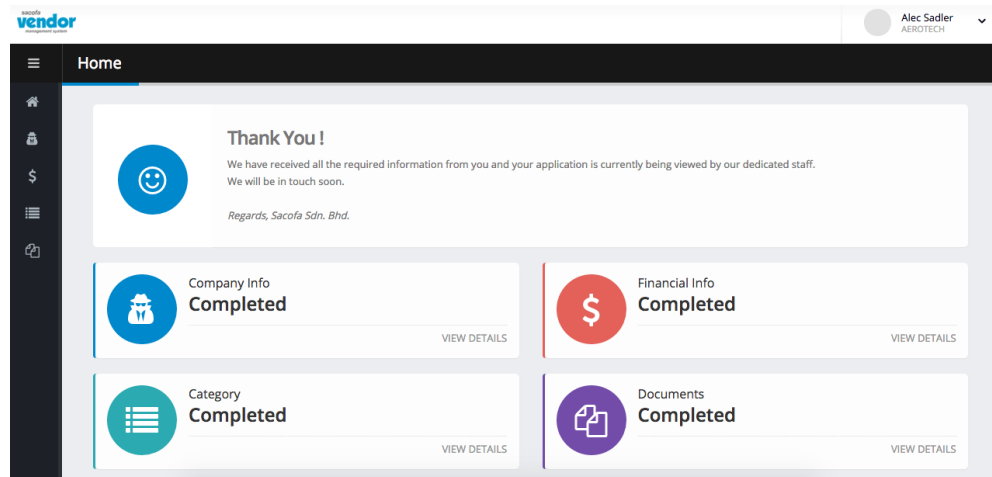 sacofa
vendor
management system
Alec Sadler
AEROTECH
Home
Thank You !
We have received all the required information from you and your application is currently being viewed by our dedicated staff.
We will be in touch soon.
Regards, Sacofa Sdn. Bhd.
Company Info
Completed
VIEW DETAILS
Financial Info
Completed
VIEW DETAILS
Category
Completed
VIEW DETAILS
Documents
Completed
VIEW DETAILS